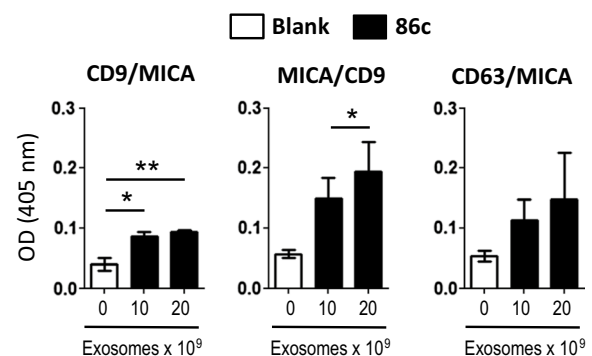 Blank 86c
CD9/MICA MICA/CD9 CD63/MICA
OD (405 nm)
0.3 0.3 0.3
* 
0.2 0.2 0.2
**
*
0.1 0.1 0.1
0.0 0.0 0.0
0 10 20 0 10 20 0 10 20
Exosomes x 10⁹ Exosomes x 10⁹ Exosomes x 10⁹